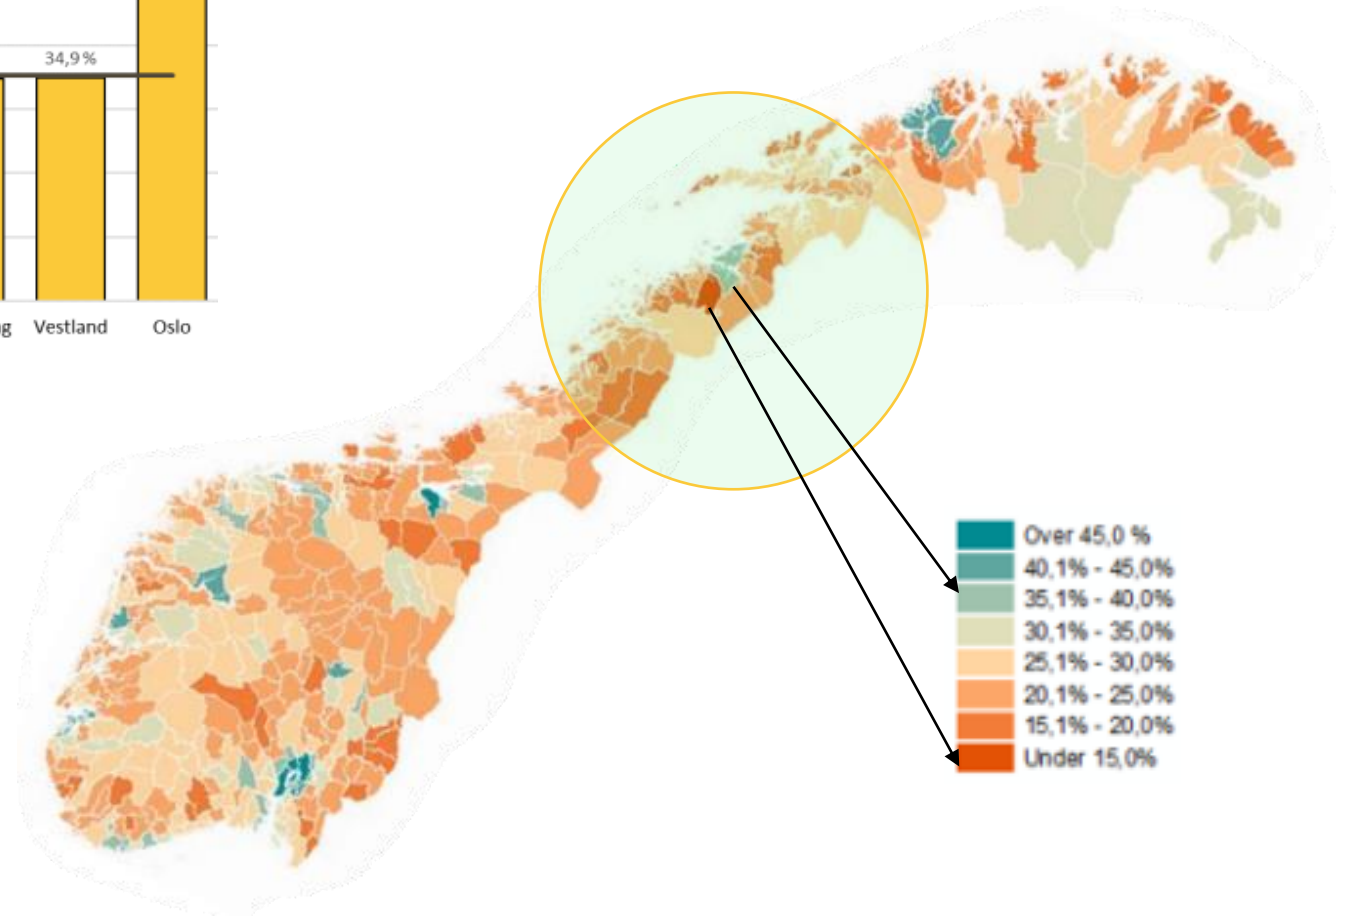 34,9 %
g Vestland Oslo
Over 45,0 %
40,1% - 45,0%
35,1% - 40,0%
30,1% - 35,0%
25,1% - 30,0%
20,1% - 25,0%
15,1% - 20,0%
Under 15,0%